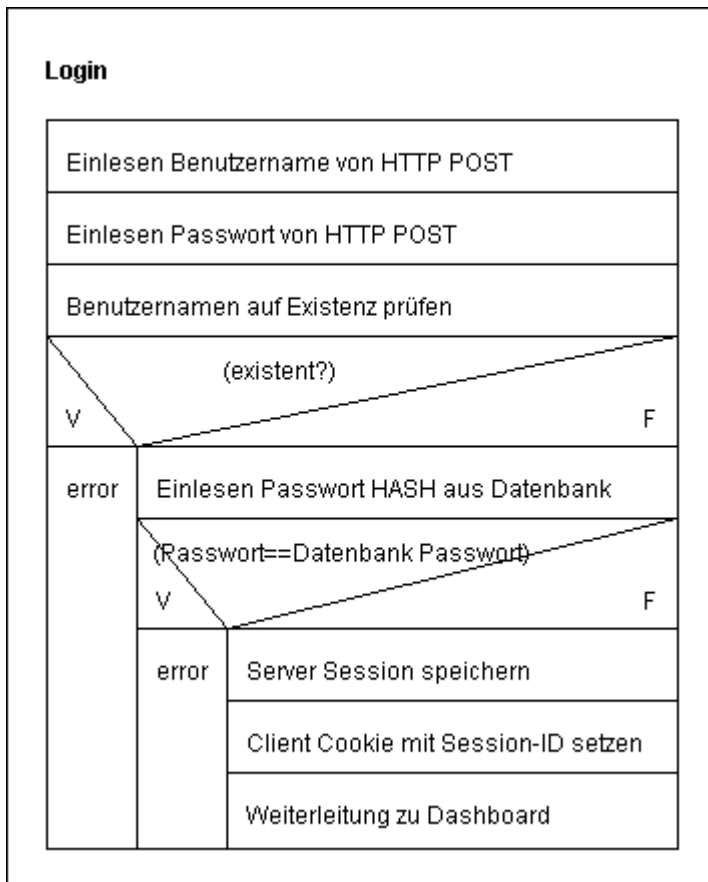 Login
Einlesen Benutzername von HTTP POST
Einlesen Passwort von HTTP POST
Benutzernamen auf Existenz prüfen
(existent?)
V
F
error
Einlesen Passwort HASH aus Datenbank
(Passwort==Datenbank Passwort)
V
F
error
Server Session speichern
Client Cookie mit Session-ID setzen
Weiterleitung zu Dashboard